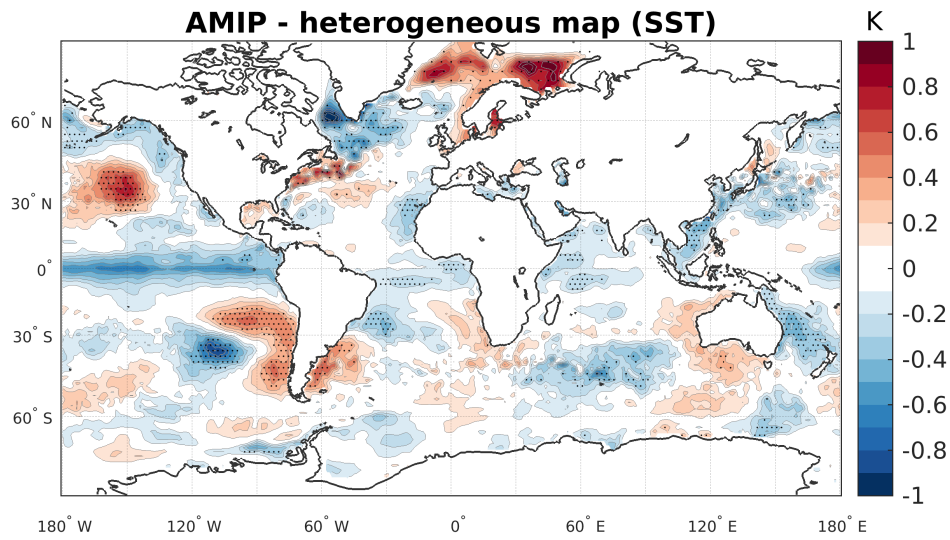 AMIP - heterogeneous map (SST)
K
1
0.8
0.6
0.4
0.2
0
-0.2
-0.4
-0.6
-0.8
-1
60° N
30° N
0°
30° S
60° S
180° W 120° W 60° W 0° 60° E 120° E 180° E